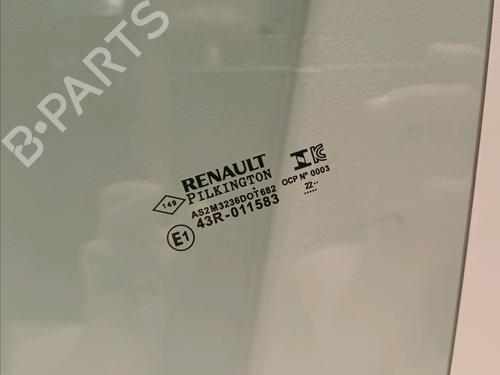 B-PARTS
RENAULT
149 PILKINGTON
AS2M3236DOT682
E1 43R-011583
OCP Nº 0003
22--